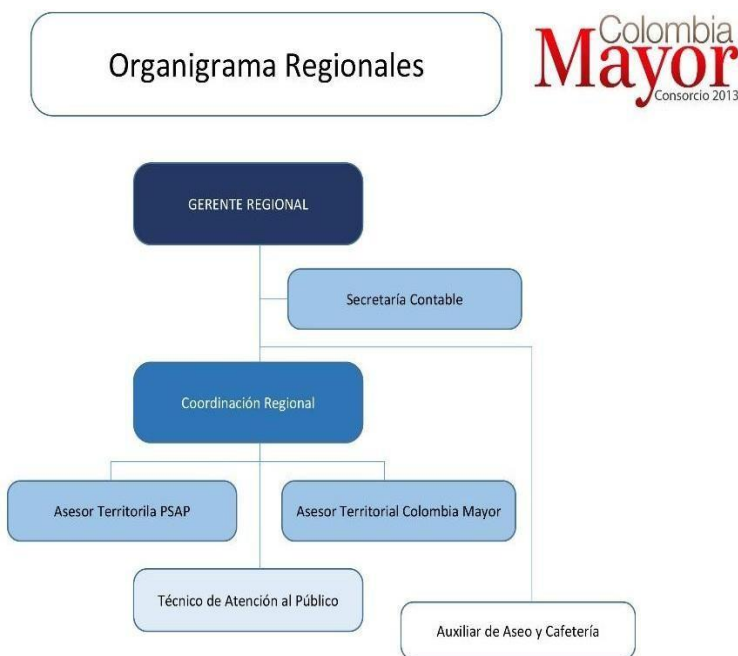 Organigrama Regionales
Colombia
Mayor
Consorcio 2013
GERENTE REGIONAL
Secretaría Contable
Coordinación Regional
Asesor Territorila PSAP
Asesor Territorial Colombia Mayor
Técnico de Atención al Público
Auxiliar de Aseo y Cafetería